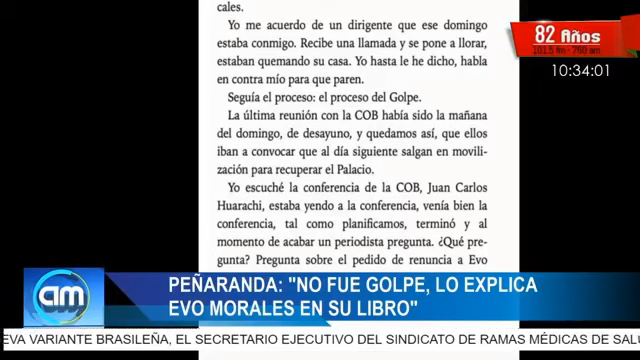 cales.
Yo me acuerdo de un dirigente que ese domingo
estaba conmigo. Recibe una llamada y se pone a llorar,
estaban quemando su casa. Yo hasta le he dicho, habla
en contra mío para que paren.
Seguía el proceso: el proceso del Golpe.
La última reunión con la COB había sido la mañana
del domingo, de desayuno, y quedamos así, que ellos
iban a convocar que al día siguiente salgan en movili-
zación para recuperar el Palacio.
Yo escuché la conferencia de la COB, Juan Carlos
Huarachi, estaba yendo a la conferencia, venía bien la
conferencia, tal como planificamos, terminó y al
momento de acabar un periodista pregunta. ¿Qué pre-
gunta? Pregunta sobre el pedido de renuncia a Evo
82 Años
101.5 fm - 760 am
10:34:01
am
PEÑARANDA: "NO FUE GOLPE, LO EXPLICA
EVO MORALES EN SU LIBRO"
EVA VARIANTE BRASILEÑA, EL SECRETARIO EJECUTIVO DEL SINDICATO DE RAMAS MÉDICAS DE SAL